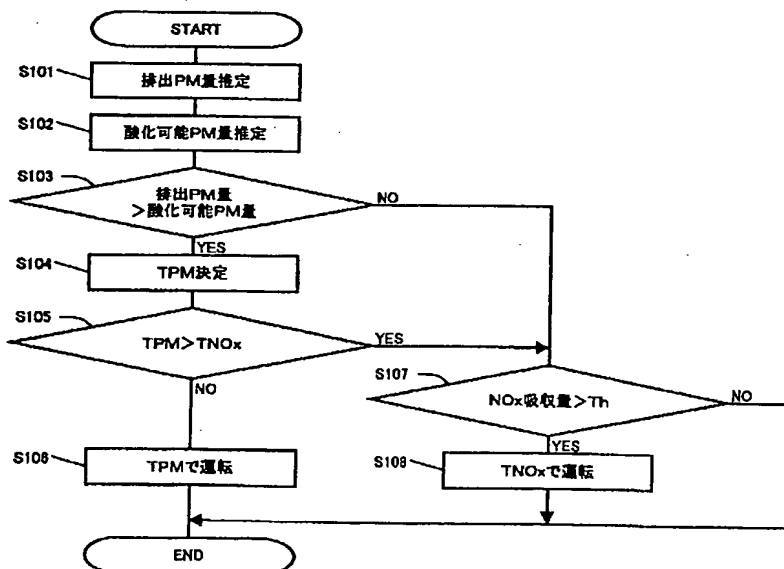 START
S101
排出PM量推定
S102
酸化可能PM量推定
S103
排出PM量
>酸化可能PM量
NO
YES
S104
TPM決定
S105
TPM>TNOx
YES
NO
S107
NOx吸収量>Th
NO
YES
S106
TPMで運転
S108
TNOxで運転
END